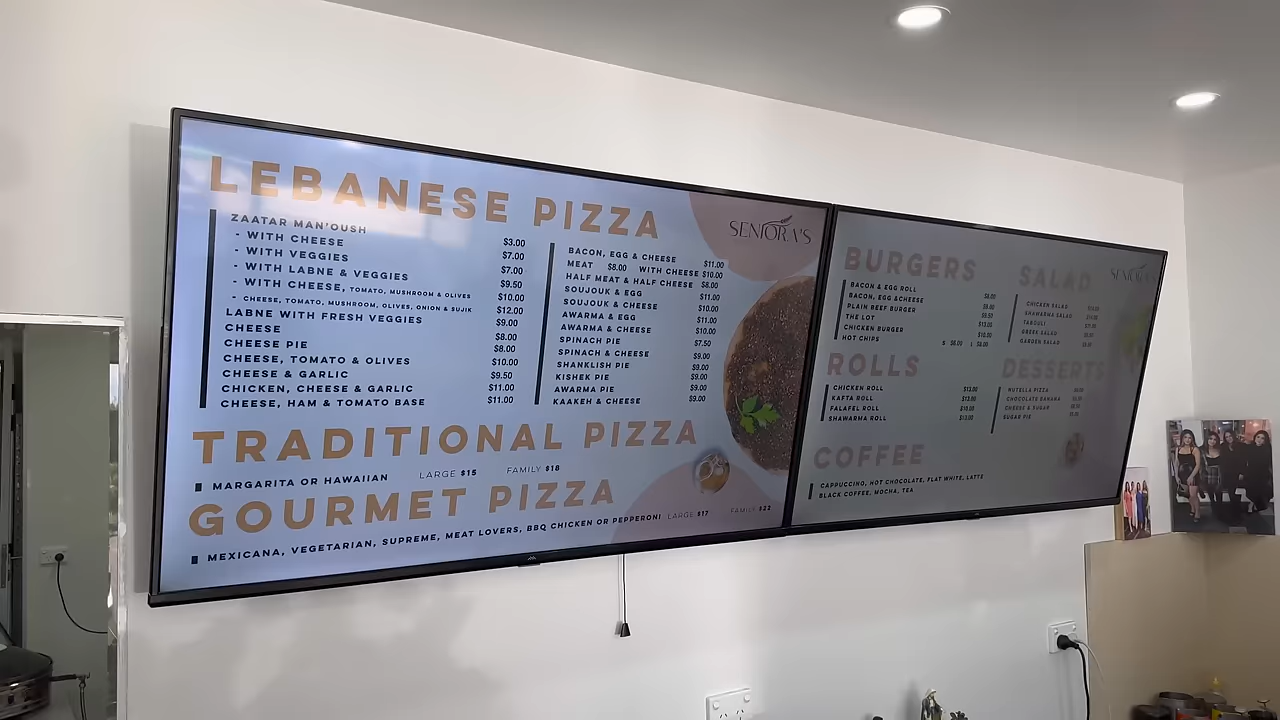 LEBANESE PIZZA
SENIORA'S
ZAATAR MAN'OUSH $3.00
- WITH CHEESE $7.00
- WITH VEGGIES $7.00
- WITH LABNE & VEGGIES $9.50
- WITH CHEESE, TOMATO, MUSHROOM & OLIVES $10.00
- CHEESE, TOMATO, MUSHROOM, OLIVES, ONION & SUJIK $12.00
LABNE WITH FRESH VEGGIES $9.00
CHEESE $8.00
CHEESE PIE $8.00
CHEESE, TOMATO & OLIVES $10.00
CHEESE & GARLIC $9.50
CHICKEN, CHEESE & GARLIC $11.00
CHEESE, HAM & TOMATO BASE $11.00
BACON, EGG & CHEESE $11.00
MEAT $8.00 WITH CHEESE $10.00
HALF MEAT & HALF CHEESE $8.00
SOUJOUK & EGG $11.00
SOUJOUK & CHEESE $10.00
AWARMA & EGG $11.00
AWARMA & CHEESE $10.00
SPINACH PIE $7.50
SPINACH & CHEESE $9.00
SHANKLISH PIE $9.00
KISHEK PIE $9.00
AWARMA PIE $9.00
KAAKEH & CHEESE $9.00
TRADITIONAL PIZZA
MARGARITA OR HAWAIIAN LARGE $15 FAMILY $18
GOURMET PIZZA
MEXICANA, VEGETARIAN, SUPREME, MEAT LOVERS, BBQ CHICKEN OR PEPPERONI LARGE $17 FAMILY $22
BURGERS
BACON & EGG ROLL
BACON, EGG &CHEESE
PLAIN BEEF BURGER
THE LOT
CHICKEN BURGER
HOT CHIPS
ROLLS
CHICKEN ROLL
KAFTA ROLL
FALAFEL ROLL
SHAWARMA ROLL
COFFEE
CAPPUCCINO, HOT CHOCOLATE, FLAT WHITE, LATTE
BLACK COFFEE, MOCHA, TEA
SENIORA'S
SALAD
CHICKEN SALAD
SHAWARMA SALAD
TABOULI
GREEK SALAD
GARDEN SALAD
DESSERTS
NUTELLA PIZZA
CHOCOLATE BANANA
CHEESE & SUGAR
SUGAR PIE